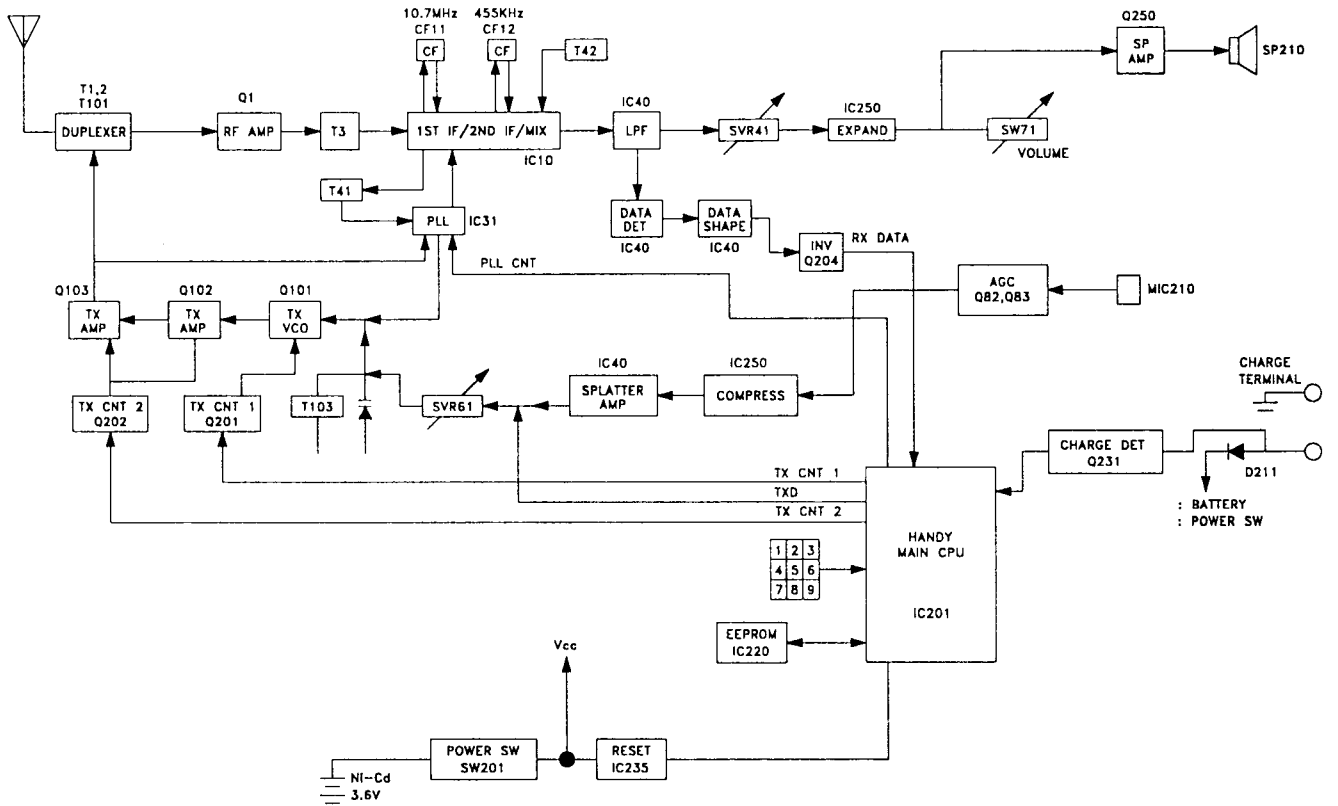 10.7MHz
CF11
455KHz
CF12
Q250
CF
CF
T42
SP
AMP
SP210
T1,2
T101
Q1
IC40
IC250
DUPLEXER
RF AMP
T3
1ST IF/2ND IF/MIX
LPF
SVR41
EXPAND
SW71
IC10
VOLUME
T41
PLL
IC31
DATA
DET
IC40
DATA
SHAPE
IC40
INV
Q204
RX DATA
PLL CNT
AGC
Q82,Q83
MIC210
Q103
Q102
Q101
TX
AMP
TX
AMP
TX
VCO
IC40
IC250
TX CNT 2
Q202
TX CNT 1
Q201
T103
SVR61
SPLATTER
AMP
COMPRESS
CHARGE
TERMINAL
CHARGE DET
Q231
D211
: BATTERY
: POWER SW
TX CNT 1
TXD
TX CNT 2
1 2 3
4 5 6
7 8 9
HANDY
MAIN CPU
IC201
EEPROM
IC220
Vcc
POWER SW
SW201
RESET
IC235
Ni-Cd
3.6V